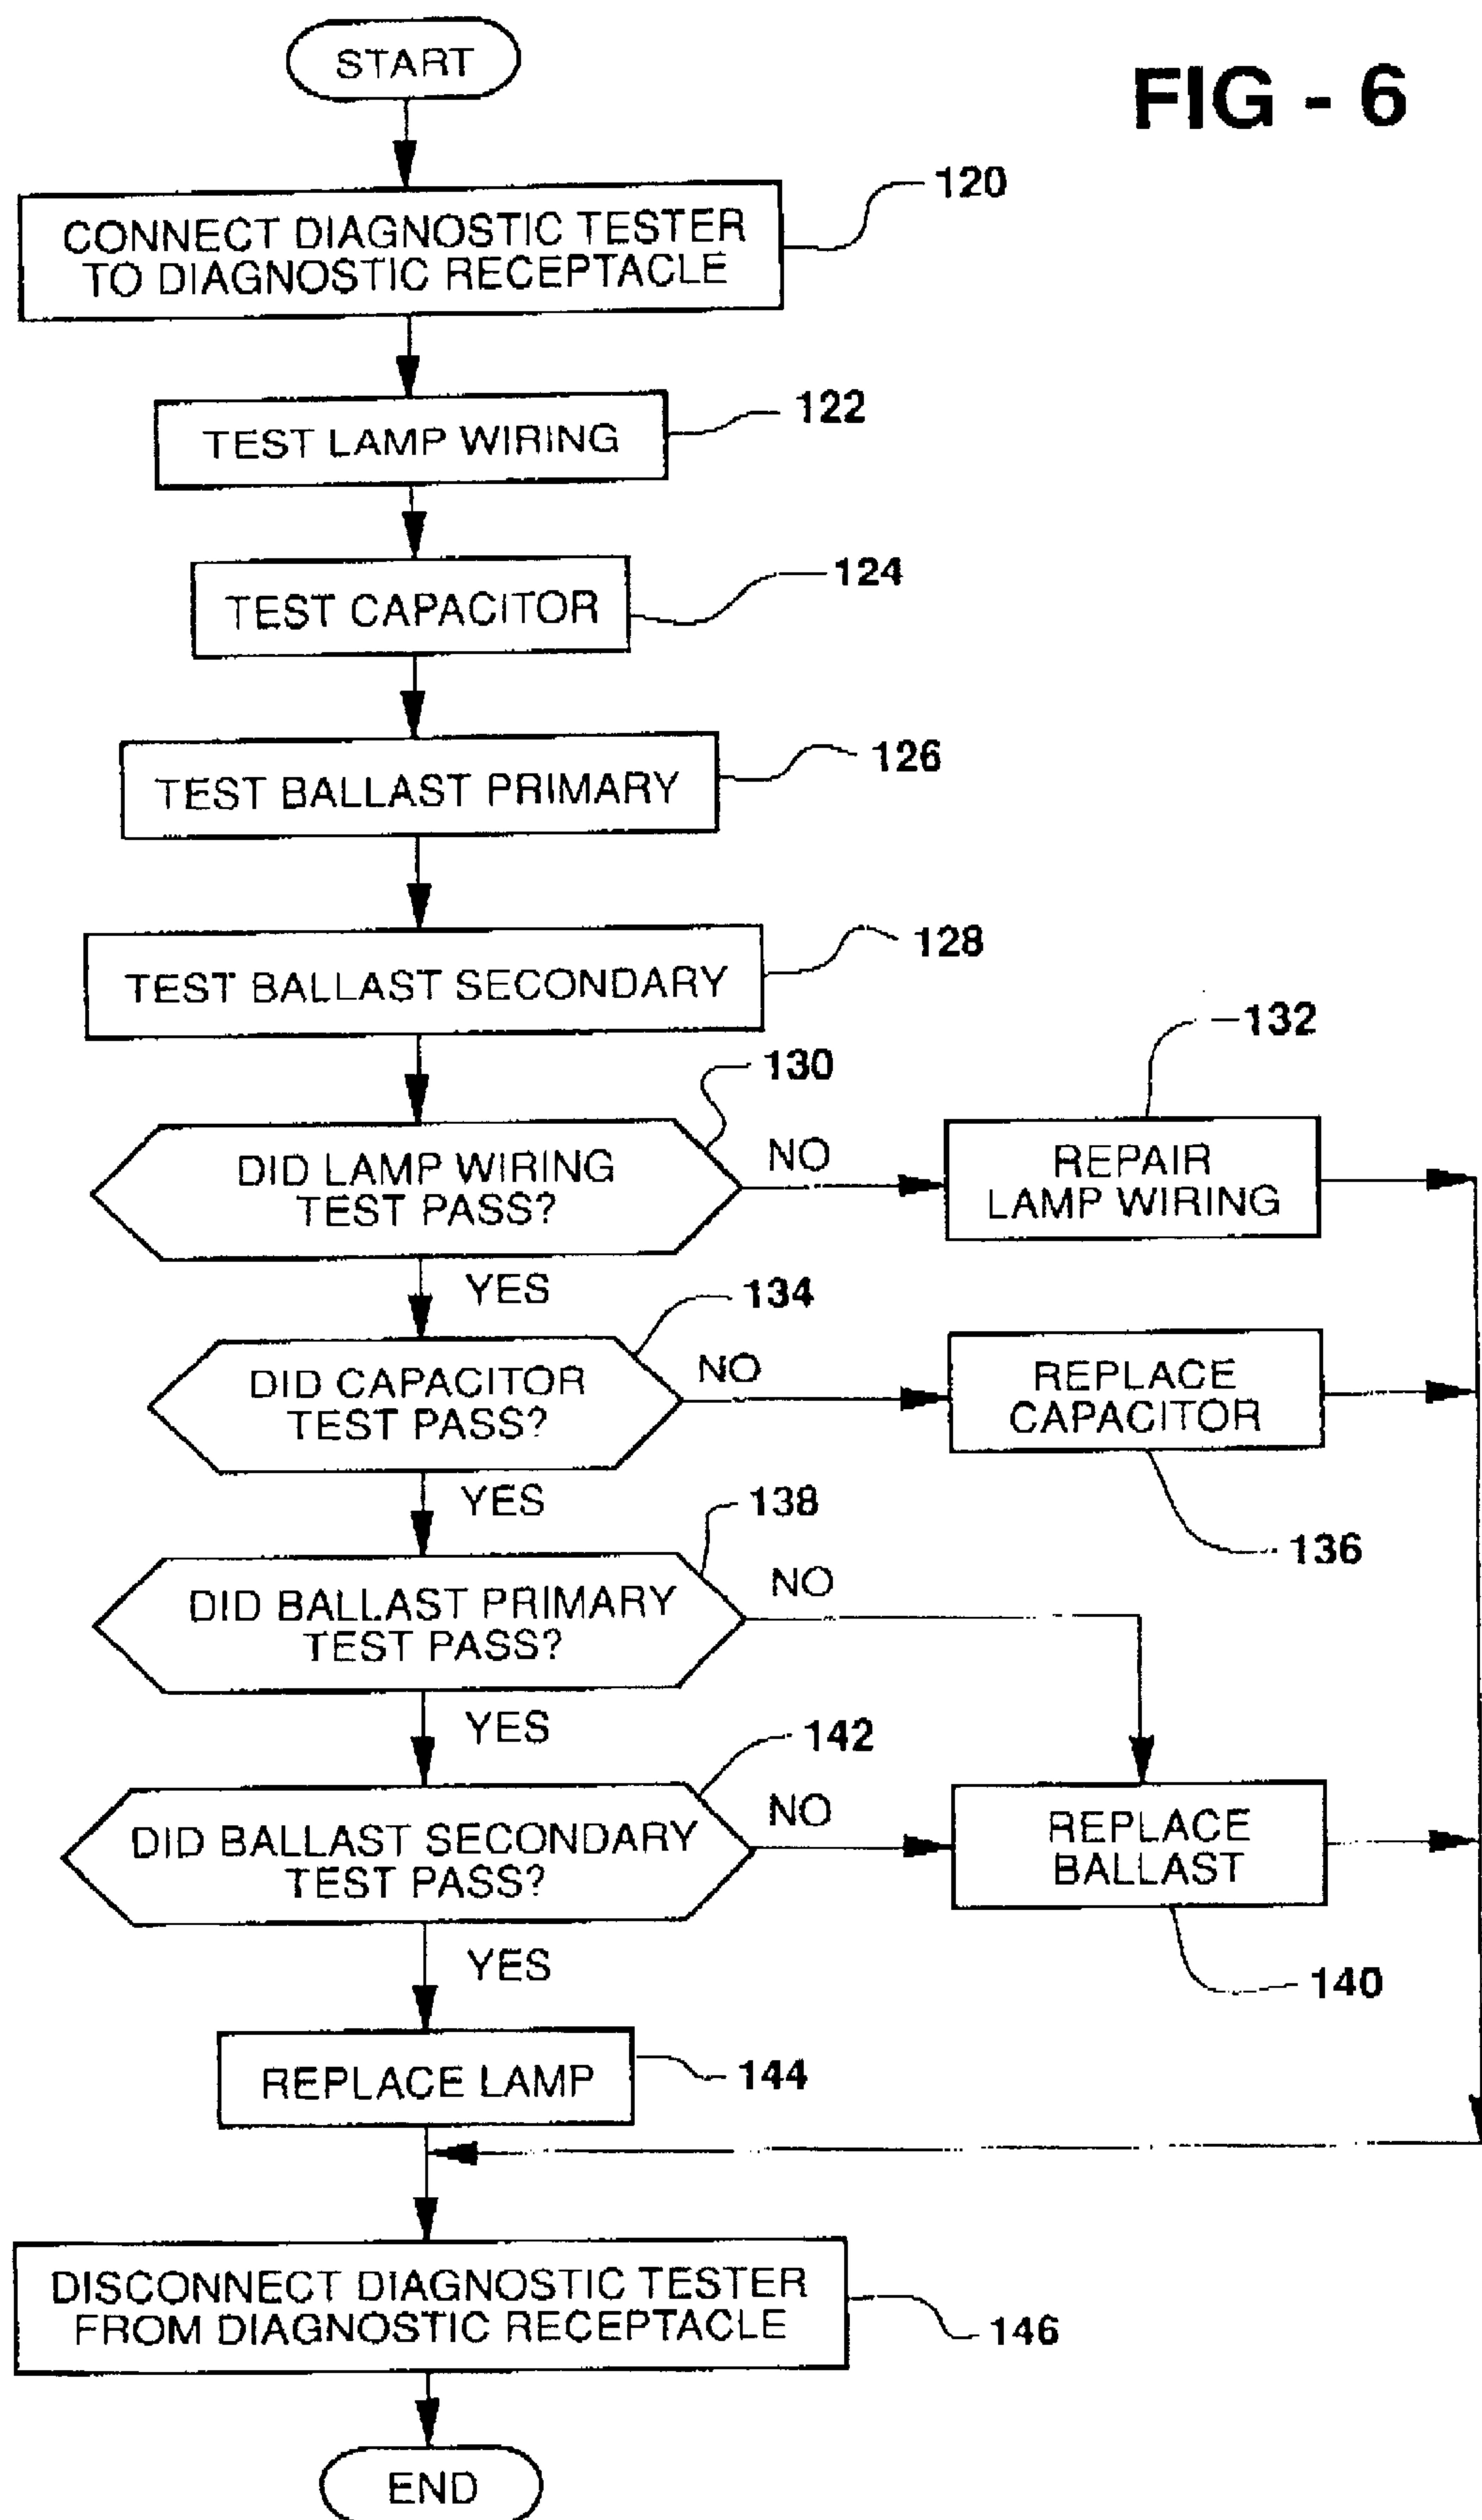 START
FIG - 6
120
CONNECT DIAGNOSTIC TESTER
TO DIAGNOSTIC RECEPTACLE
122
TEST LAMP WIRING
124
TEST CAPACITOR
126
TEST BALLAST PRIMARY
128
TEST BALLAST SECONDARY
130
132
DID LAMP WIRING
TEST PASS?
NO
REPAIR
LAMP WIRING
YES
134
DID CAPACITOR
TEST PASS?
NO
REPLACE
CAPACITOR
136
YES
138
DID BALLAST PRIMARY
TEST PASS?
NO
YES
142
DID BALLAST SECONDARY
TEST PASS?
NO
REPLACE
BALLAST
140
YES
REPLACE LAMP
144
DISCONNECT DIAGNOSTIC TESTER
FROM DIAGNOSTIC RECEPTACLE
146
END